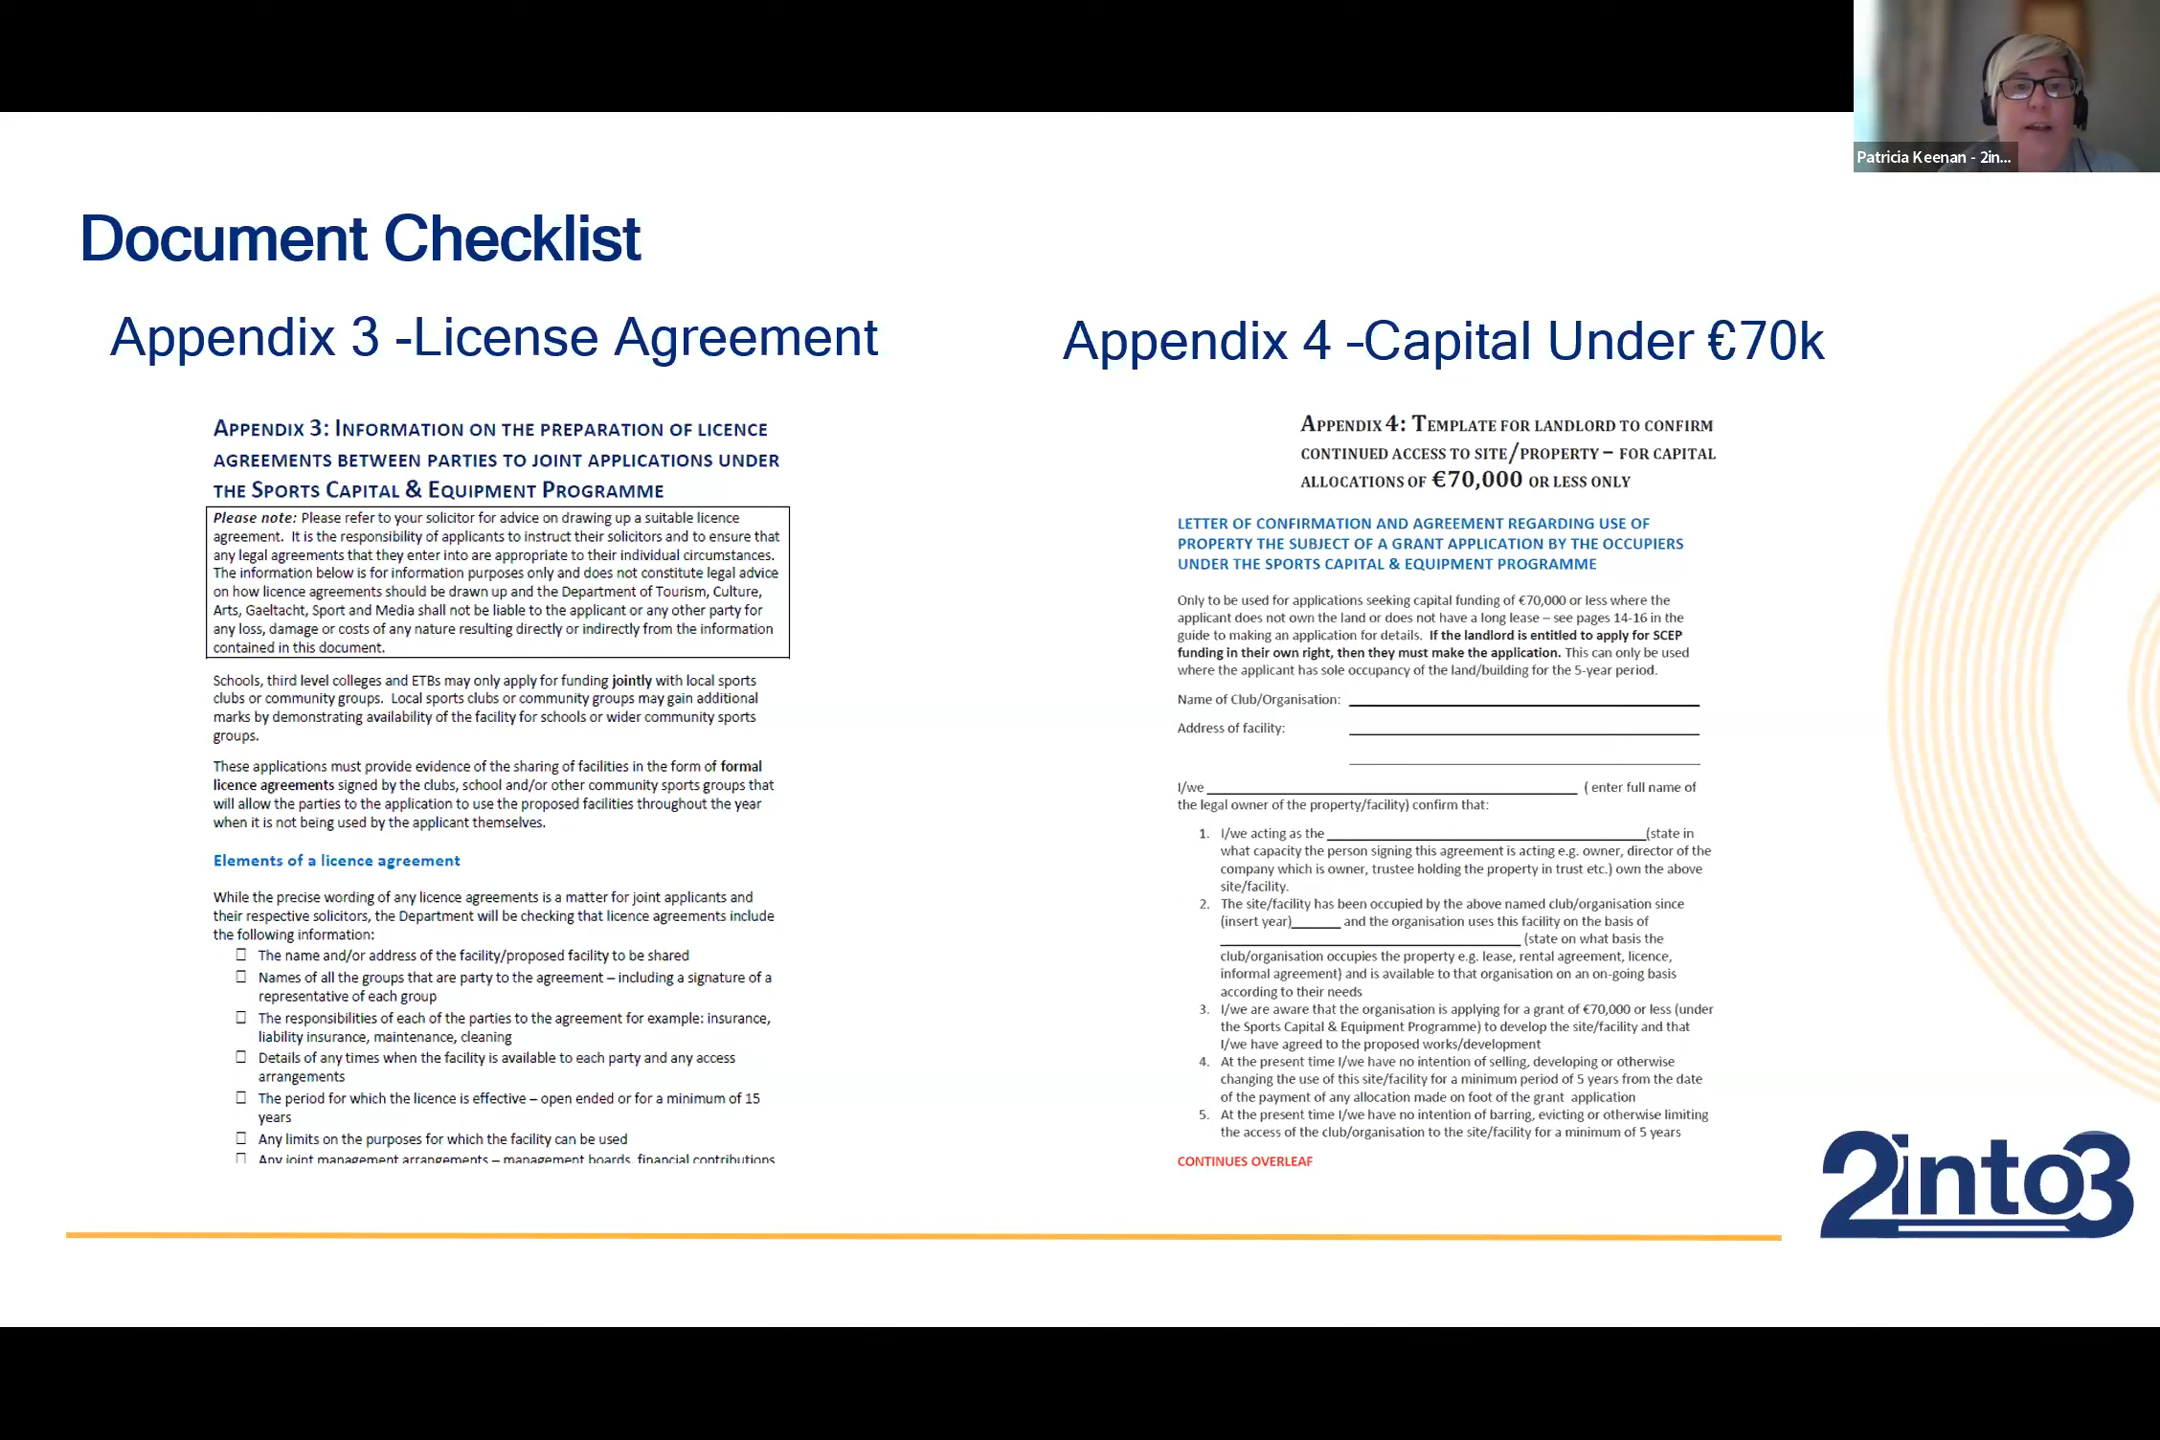 Patricia Keenan - 2in...
Document Checklist
Appendix 3 -License Agreement
APPENDIX 3: INFORMATION ON THE PREPARATION OF LICENCE
AGREEMENTS BETWEEN PARTIES TO JOINT APPLICATIONS UNDER
THE SPORTS CAPITAL & EQUIPMENT PROGRAMME
Please note: Please refer to your solicitor for advice on drawing up a suitable licence
agreement. It is the responsibility of applicants to instruct their solicitors and to ensure that
any legal agreements that they enter into are appropriate to their individual circumstances.
The information below is for information purposes only and does not constitute legal advice
on how licence agreements should be drawn up and the Department of Tourism, Culture,
Arts, Gaeltacht, Sport and Media shall not be liable to the applicant or any other party for
any loss, damage or costs of any nature resulting directly or indirectly from the information
contained in this document.
Schools, third level colleges and ETBs may only apply for funding jointly with local sports
clubs or community groups. Local sports clubs or community groups may gain additional
marks by demonstrating availability of the facility for schools or wider community sports
groups.
These applications must provide evidence of the sharing of facilities in the form of formal
licence agreements signed by the clubs, school and/or other community sports groups that
will allow the parties to the application to use the proposed facilities throughout the year
when it is not being used by the applicant themselves.
Elements of a licence agreement
While the precise wording of any licence agreements is a matter for joint applicants and
their respective solicitors, the Department will be checking that licence agreements include
the following information:
The name and/or address of the facility/proposed facility to be shared
Names of all the groups that are party to the agreement – including a signature of a
representative of each group
The responsibilities of each of the parties to the agreement for example: insurance,
liability insurance, maintenance, cleaning
Details of any times when the facility is available to each party and any access
arrangements
The period for which the licence is effective – open ended or for a minimum of 15
years
Any limits on the purposes for which the facility can be used
Any joint management arrangements – management boards, financial contributions
Appendix 4 -Capital Under €70k
APPENDIX 4: TEMPLATE FOR LANDLORD TO CONFIRM
CONTINUED ACCESS TO SITE/PROPERTY – FOR CAPITAL
ALLOCATIONS OF €70,000 OR LESS ONLY
LETTER OF CONFIRMATION AND AGREEMENT REGARDING USE OF
PROPERTY THE SUBJECT OF A GRANT APPLICATION BY THE OCCUPIERS
UNDER THE SPORTS CAPITAL & EQUIPMENT PROGRAMME
Only to be used for applications seeking capital funding of €70,000 or less where the
applicant does not own the land or does not have a long lease – see pages 14-16 in the
guide to making an application for details. If the landlord is entitled to apply for SCEP
funding in their own right, then they must make the application. This can only be used
where the applicant has sole occupancy of the land/building for the 5-year period.
Name of Club/Organisation:
Address of facility:
I/we ( enter full name of
the legal owner of the property/facility) confirm that:
1. I/we acting as the (state in
what capacity the person signing this agreement is acting e.g. owner, director of the
company which is owner, trustee holding the property in trust etc.) own the above
site/facility.
2. The site/facility has been occupied by the above named club/organisation since
(insert year) and the organisation uses this facility on the basis of
(state on what basis the
club/organisation occupies the property e.g. lease, rental agreement, licence,
informal agreement) and is available to that organisation on an on-going basis
according to their needs
3. I/we are aware that the organisation is applying for a grant of €70,000 or less (under
the Sports Capital & Equipment Programme) to develop the site/facility and that
I/we have agreed to the proposed works/development
4. At the present time I/we have no intention of selling, developing or otherwise
changing the use of this site/facility for a minimum period of 5 years from the date
of the payment of any allocation made on foot of the grant application
5. At the present time I/we have no intention of barring, evicting or otherwise limiting
the access of the club/organisation to the site/facility for a minimum of 5 years
CONTINUES OVERLEAF
2into3